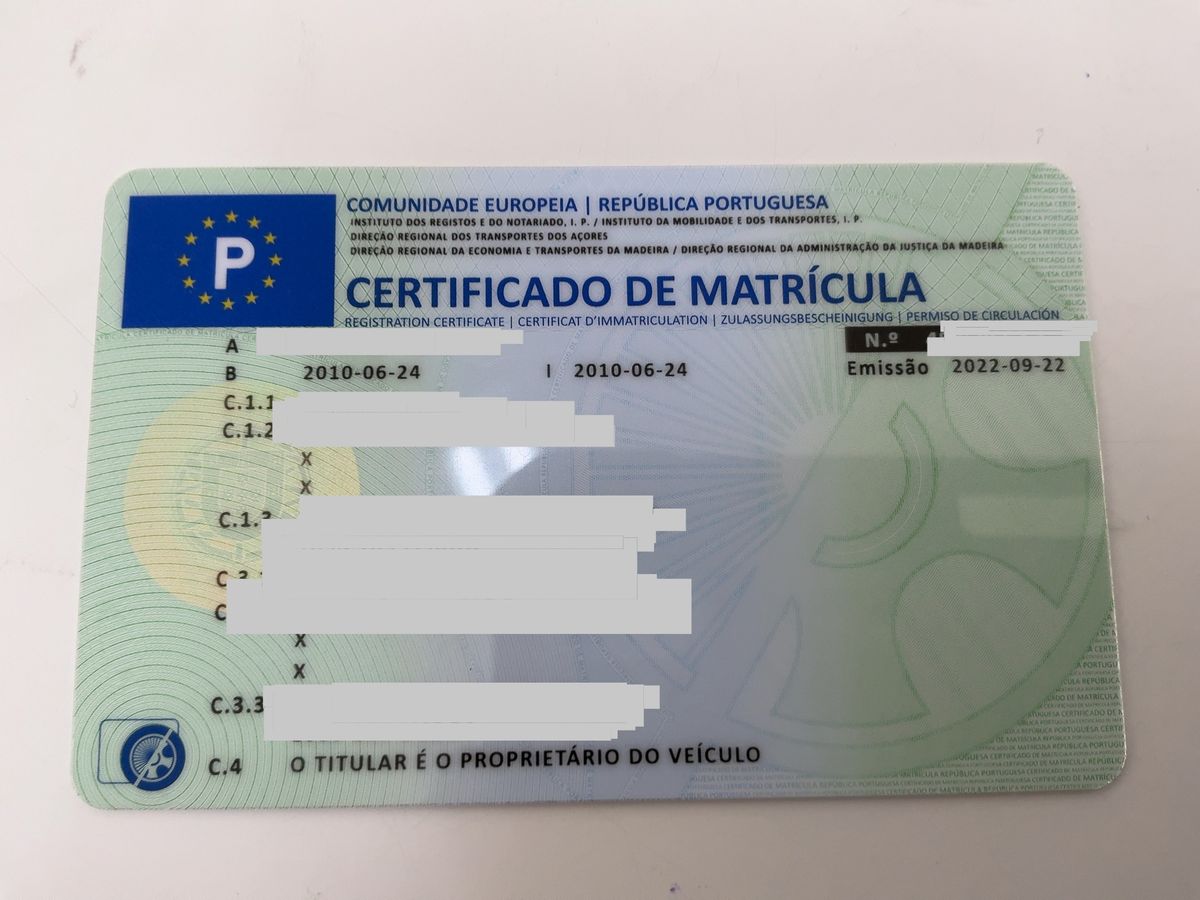 P
COMUNIDADE EUROPEIA | REPÚBLICA PORTUGUESA
INSTITUTO DOS REGISTOS E DO NOTARIADO, I. P. / INSTITUTO DA MOBILIDADE E DOS TRANSPORTES, I. P.
DIREÇÃO REGIONAL DOS TRANSPORTES DOS AÇORES
DIREÇÃO REGIONAL DA ECONOMIA E TRANSPORTES DA MADEIRA / DIREÇÃO REGIONAL DA ADMINISTRAÇÃO DA JUSTIÇA DA MADEIRA
CERTIFICADO DE MATRÍCULA
REGISTRATION CERTIFICATE | CERTIFICAT D'IMMATRICULATION | ZULASSUNGSBESCHEINIGUNG | PERMISO DE CIRCULACIÓN
A N.º
B 2010-06-24 I 2010-06-24 Emissão 2022-09-22
C.1.1
C.1.2
X
X
C.1.3
X
X
C.3.3
C.4 O TITULAR É O PROPRIETÁRIO DO VEÍCULO